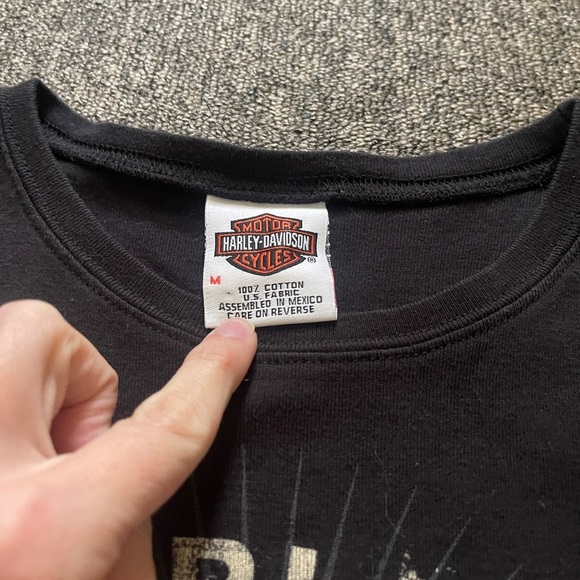 MOTOR
HARLEY-DAVIDSON
CYCLES
®
M
100% COTTON
U.S. FABRIC
ASSEMBLED IN MEXICO
CARE ON REVERSE